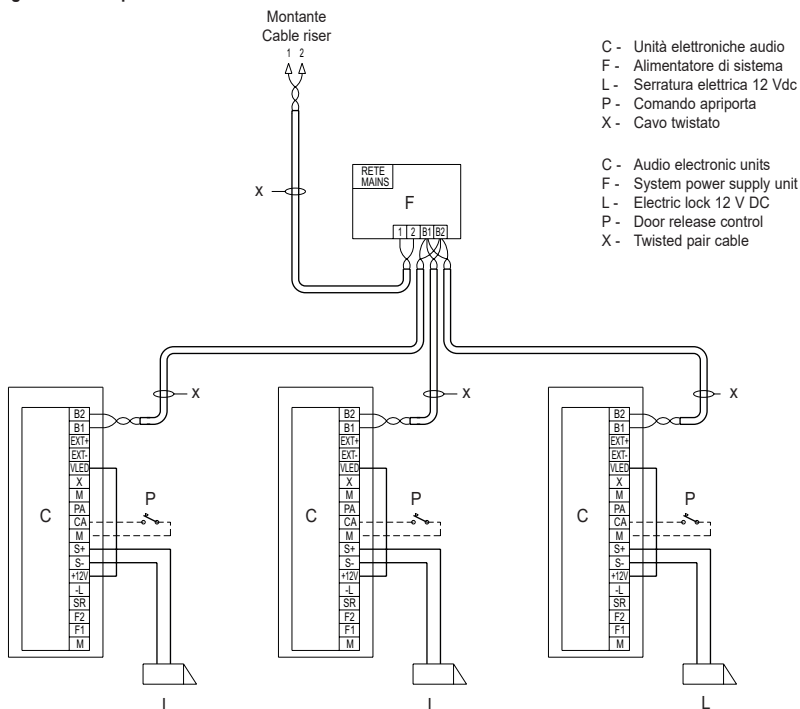 Montante
Cable riser
1 2
C - Unità elettroniche audio
F - Alimentatore di sistema
L - Serratura elettrica 12 Vdc
P - Comando apriporta
X - Cavo twistato
C - Audio electronic units
F - System power supply unit
L - Electric lock 12 V DC
P - Door release control
X - Twisted pair cable
RETE
MAINS
F
X
1 2 B1 B2
X
X
X
B2
B1
EXT+
EXT-
VLED
X
M
PA
CA
M
S+
S-
+12V
-L
SR
F2
F1
M
C
P
B2
B1
EXT+
EXT-
VLED
X
M
PA
CA
M
S+
S-
+12V
-L
SR
F2
F1
M
C
P
B2
B1
EXT+
EXT-
VLED
X
M
PA
CA
M
S+
S-
+12V
-L
SR
F2
F1
M
C
P
L